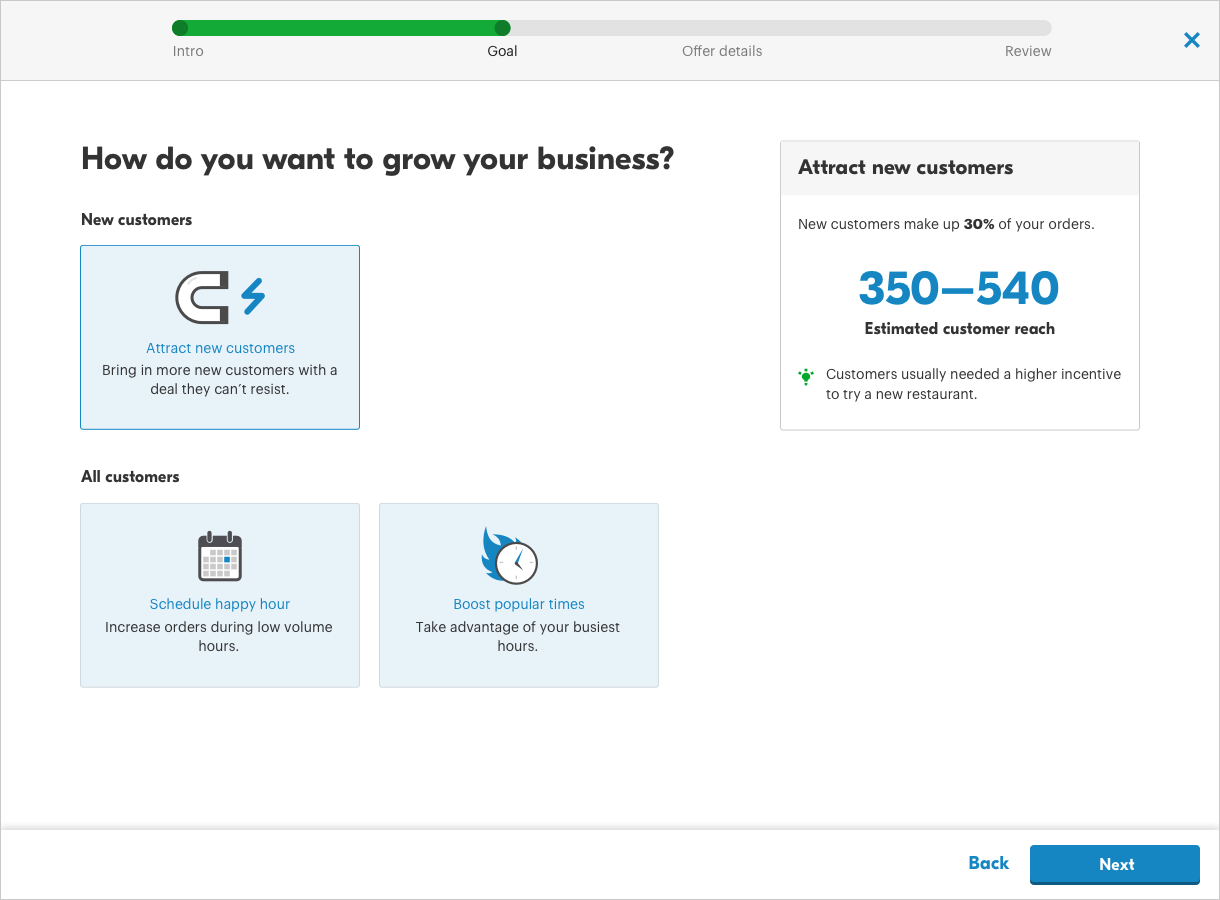 Intro
Goal
Offer details
Review
How do you want to grow your business?
New customers
Attract new customers
Bring in more new customers with a
deal they can’t resist.
All customers
Schedule happy hour
Increase orders during low volume
hours.
Boost popular times
Take advantage of your busiest
hours.
Attract new customers
New customers make up 30% of your orders.
350—540
Estimated customer reach
Customers usually needed a higher incentive
to try a new restaurant.
Back
Next